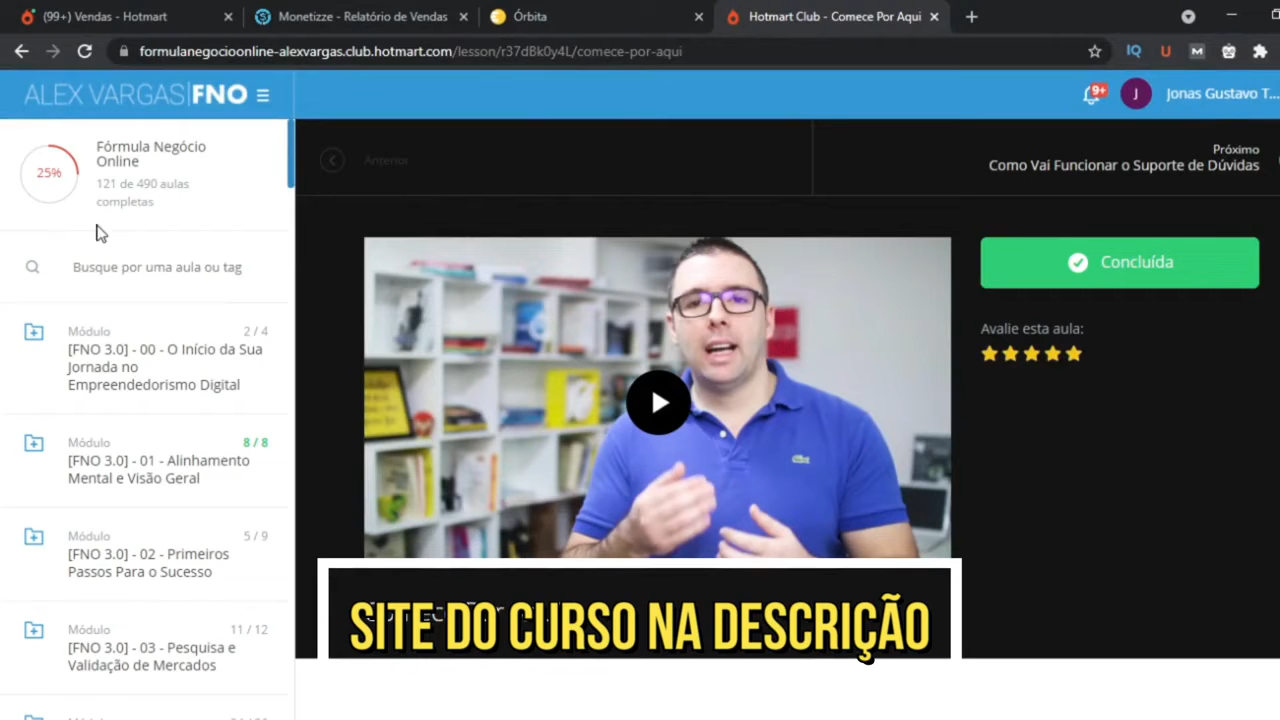 (99+) Vendas - Hotmart
Monetizze - Relatório de Vendas
Órbita
Hotmart Club - Comece Por Aqui
formulanegocioonline-alexvargas.club.hotmart.com/lesson/r37dBk0y4L/comece-por-aqui
IQ
U
M
ALEX VARGAS|FNO
9+
J
Jonas Gustavo T...
25%
Fórmula Negócio
Online
121 de 490 aulas
completas
Anterior
Próximo
Como Vai Funcionar o Suporte de Dúvidas
Busque por uma aula ou tag
Concluída
Avalie esta aula:
Módulo 2 / 4
[FNO 3.0] - 00 - O Início da Sua
Jornada no
Empreendedorismo Digital
Módulo 8 / 8
[FNO 3.0] - 01 - Alinhamento
Mental e Visão Geral
Módulo 5 / 9
[FNO 3.0] - 02 - Primeiros
Passos Para o Sucesso
Módulo 11 / 12
[FNO 3.0] - 03 - Pesquisa e
Validação de Mercados
SITE DO CURSO NA DESCRIÇÃO